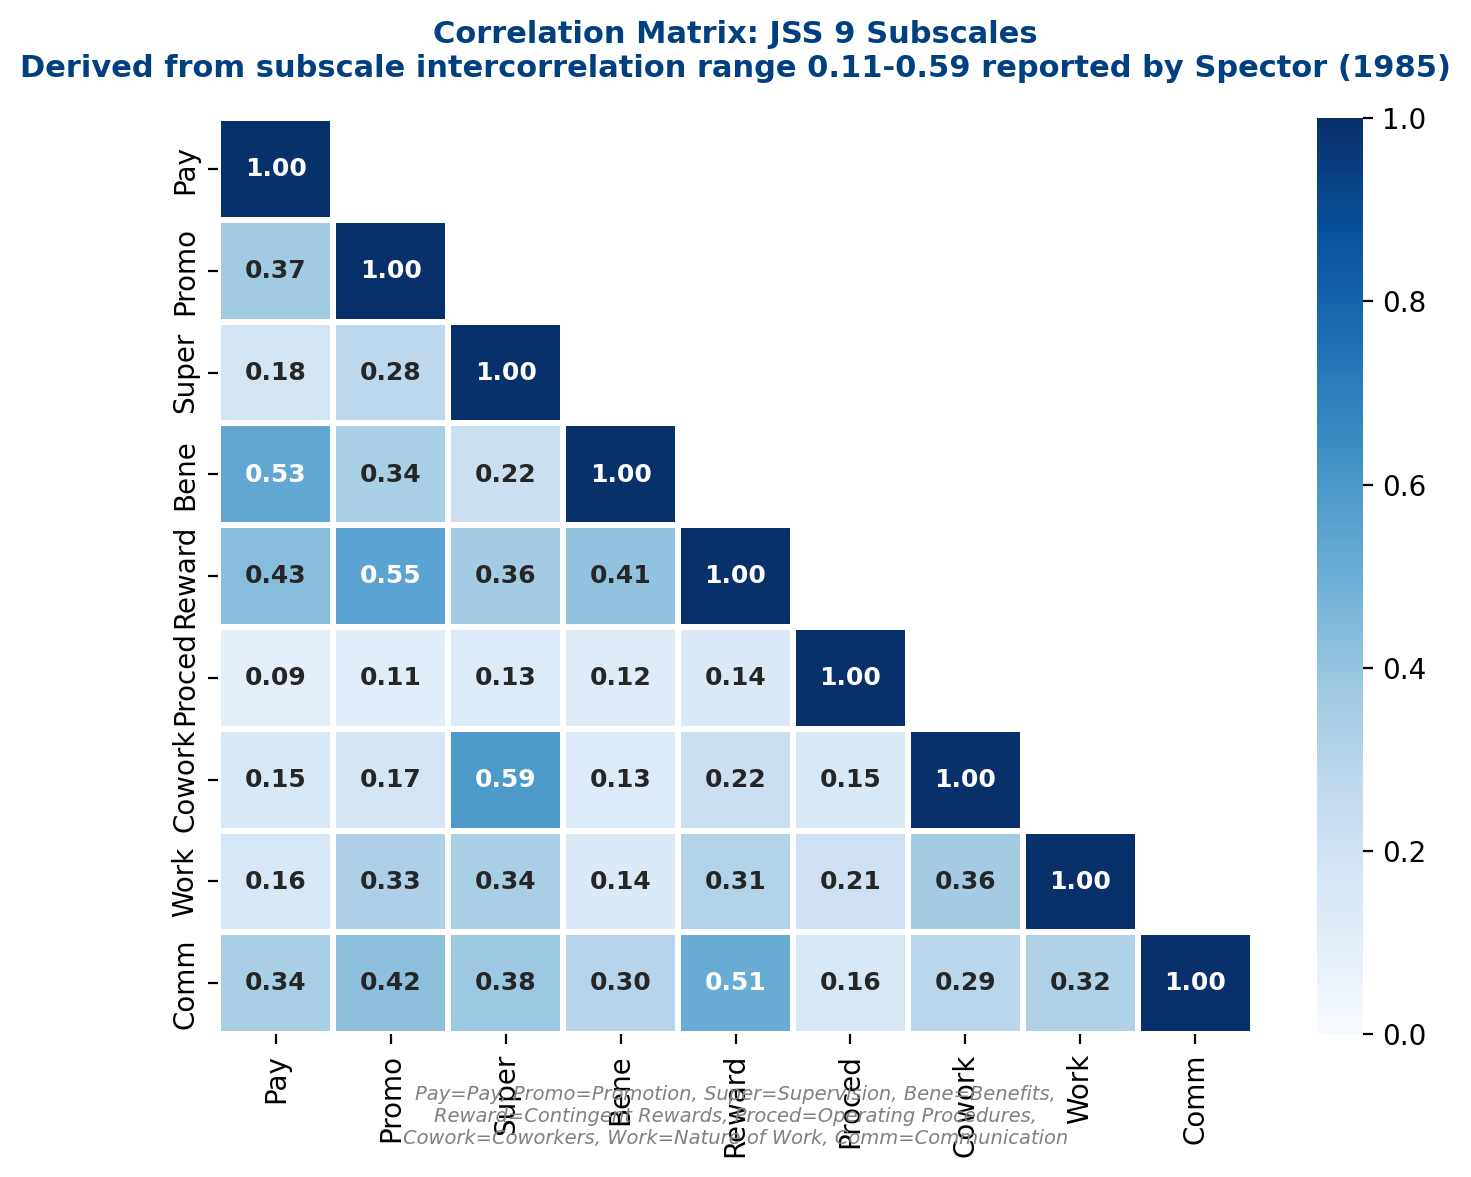 Correlation Matrix: JSS 9 Subscales
Derived from subscale intercorrelation range 0.11-0.59 reported by Spector (1985)
Pay 1.00
Promo 0.37 1.00
Super 0.18 0.28 1.00
Bene 0.53 0.34 0.22 1.00
Reward 0.43 0.55 0.36 0.41 1.00
Proced 0.09 0.11 0.13 0.12 0.14 1.00
Cowork 0.15 0.17 0.59 0.13 0.22 0.15 1.00
Work 0.16 0.33 0.34 0.14 0.31 0.21 0.36 1.00
Comm 0.34 0.42 0.38 0.30 0.51 0.16 0.29 0.32 1.00
Pay Promo Super Bene Reward Proced Cowork Work Comm
1.0
0.8
0.6
0.4
0.2
0.0
Pay=Pay, Promo=Promotion, Super=Supervision, Bene=Benefits,
Reward=Contingent Rewards, Proced=Operating Procedures,
Cowork=Coworkers, Work=Nature of Work, Comm=Communication